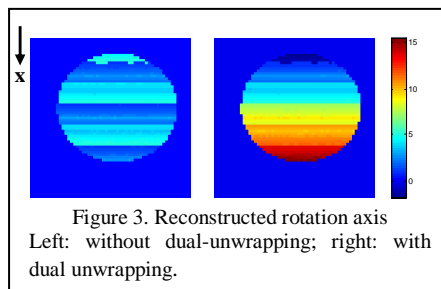 x
15
10
5
0
Figure 3. Reconstructed rotation axis
Left: without dual-unwrapping; right: with
dual unwrapping.